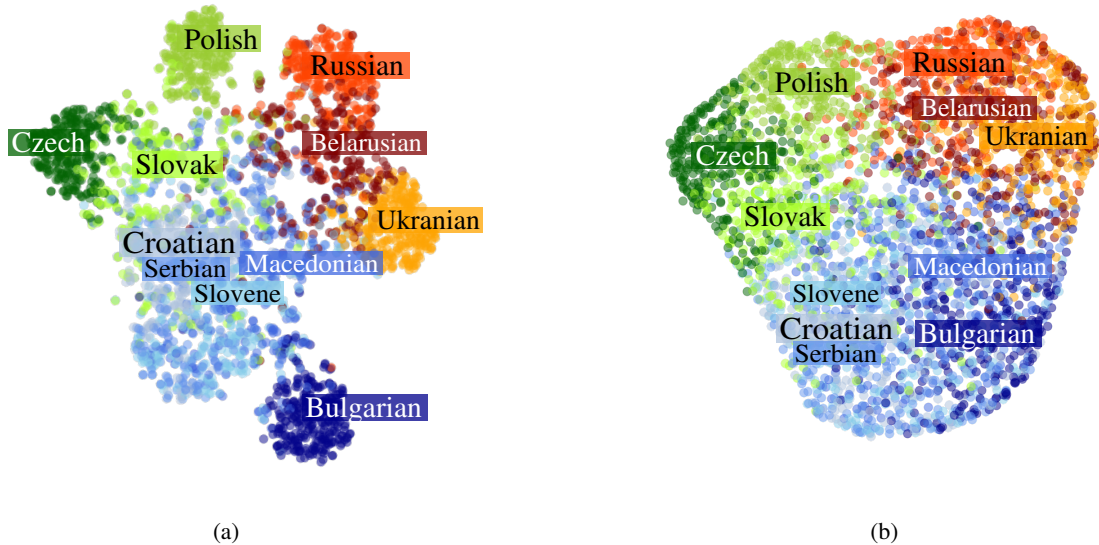 Polish
Russian
Czech
Belarusian
Slovak
Ukranian
Croatian
Serbian
Macedonian
Slovene
Bulgarian
(a)
Russian
Polish
Belarusian
Ukranian
Czech
Slovak
Macedonian
Slovene
Croatian
Bulgarian
Serbian
(b)